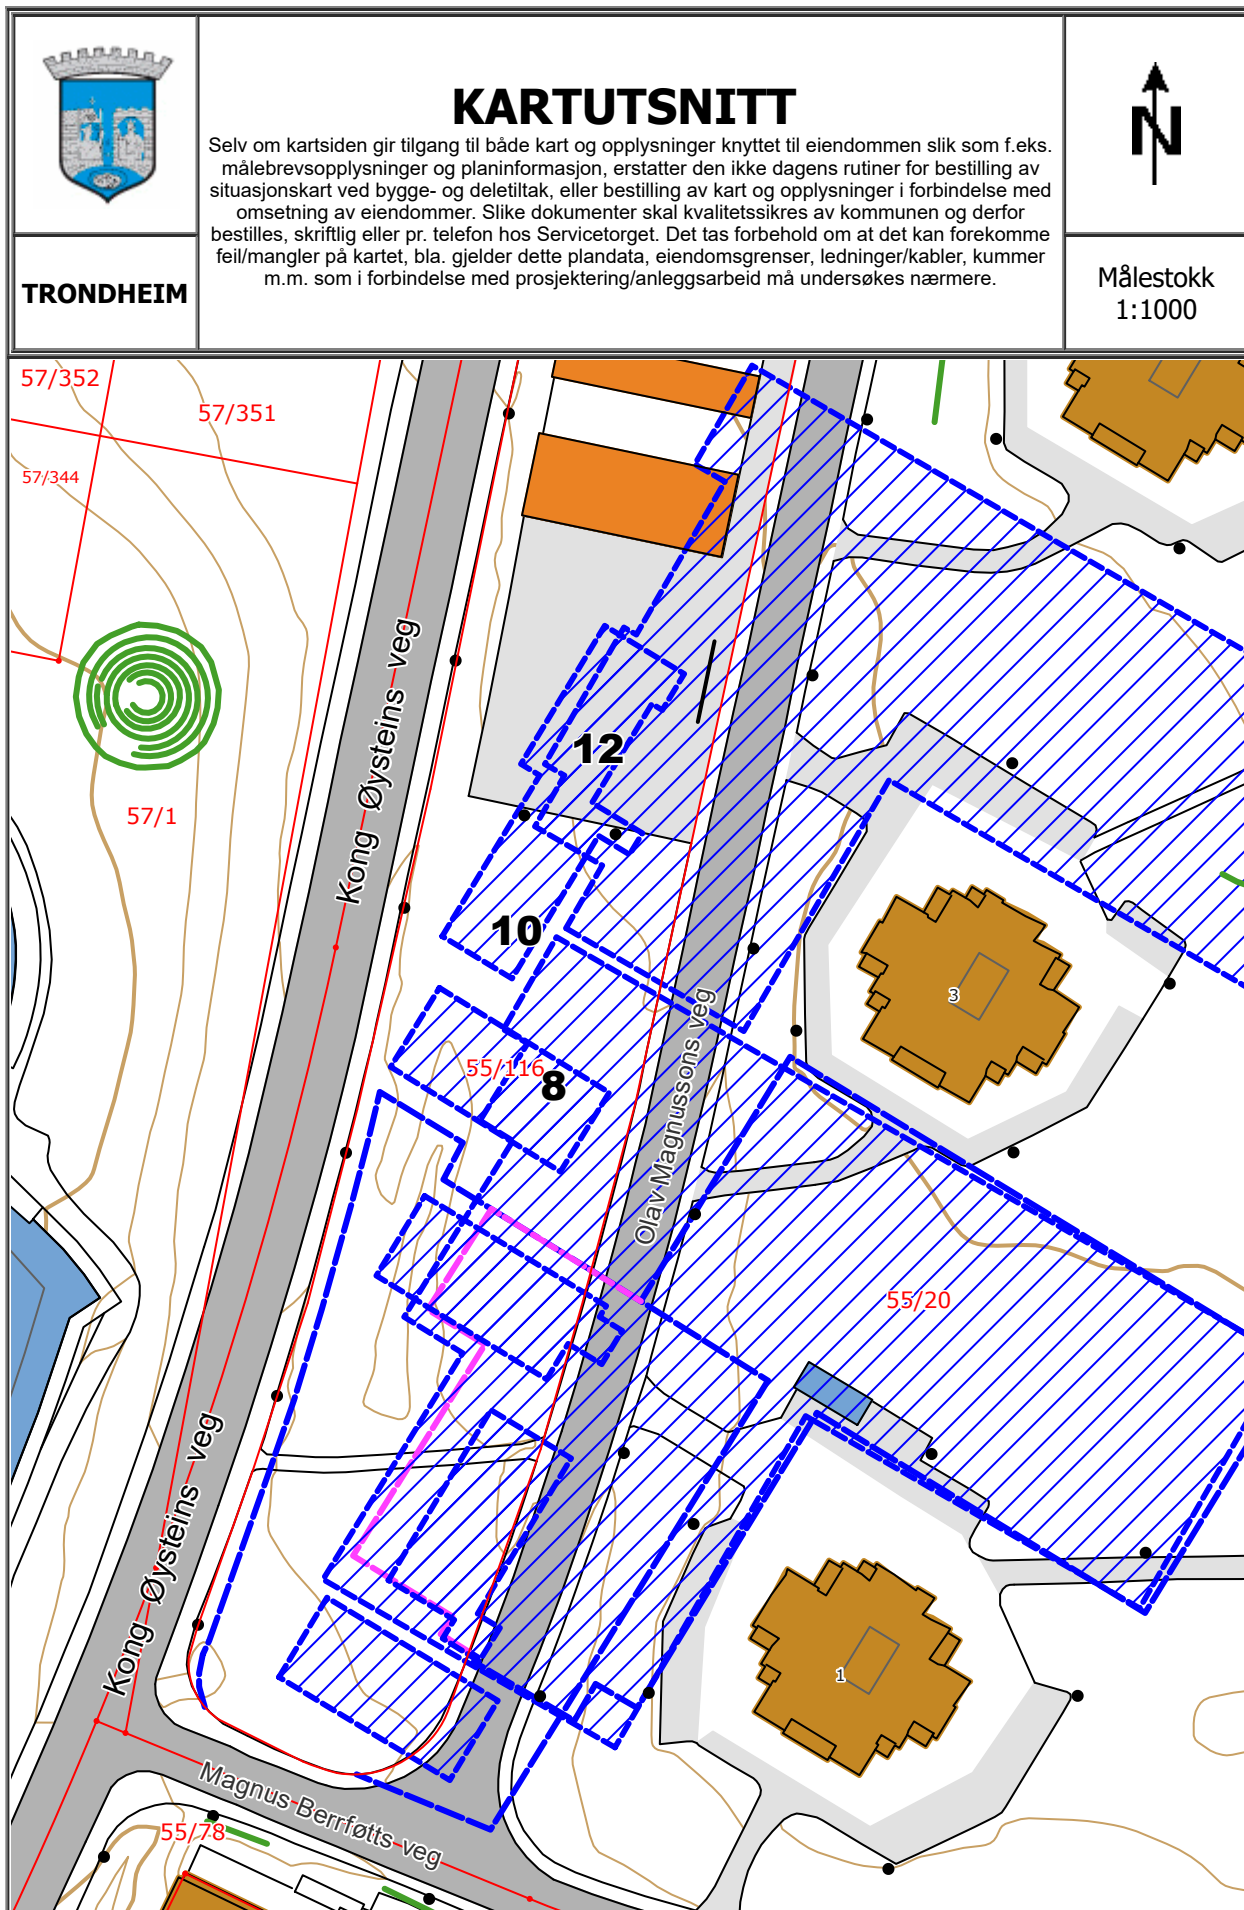 KARTUTSNITT
Selv om kartsiden gir tilgang til både kart og opplysninger knyttet til eiendommen slik som f.eks.
målebrevsopplysninger og planinformasjon, erstatter den ikke dagens rutiner for bestilling av
situasjonskart ved bygge- og deletiltak, eller bestilling av kart og opplysninger i forbindelse med
omsetning av eiendommer. Slike dokumenter skal kvalitetssikres av kommunen og derfor
bestilles, skriftlig eller pr. telefon hos Servicetorget. Det tas forbehold om at det kan forekomme
feil/mangler på kartet, bla. gjelder dette plandata, eiendomsgrenser, ledninger/kabler, kummer
m.m. som i forbindelse med prosjektering/anleggsarbeid må undersøkes nærmere.
TRONDHEIM
N
Målestokk
1:1000
57/352
57/351
57/344
Kong Øysteins veg
12
57/1
10
3
Olav Magnussons veg
55/116
8
55/20
Kong Øysteins veg
1
Magnus Berrføtts veg
55/78